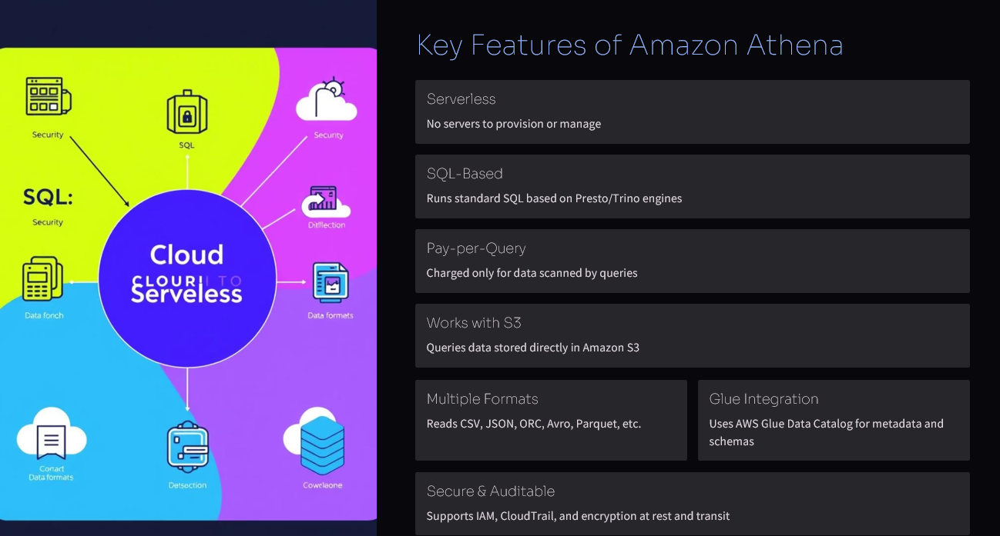 Security
SQL
Security
SQL:
Security
Ditflection
Cloud
CLOURI TO
Serveless
Data fonch
Data formets
Contart
Data formats
Detsection
Cowrleone
Key Features of Amazon Athena
Serverless
No servers to provision or manage
SQL-Based
Runs standard SQL based on Presto/Trino engines
Pay-per-Query
Charged only for data scanned by queries
Works with S3
Queries data stored directly in Amazon S3
Multiple Formats
Reads CSV, JSON, ORC, Avro, Parquet, etc.
Glue Integration
Uses AWS Glue Data Catalog for metadata and
schemas
Secure & Auditable
Supports IAM, CloudTrail, and encryption at rest and transit